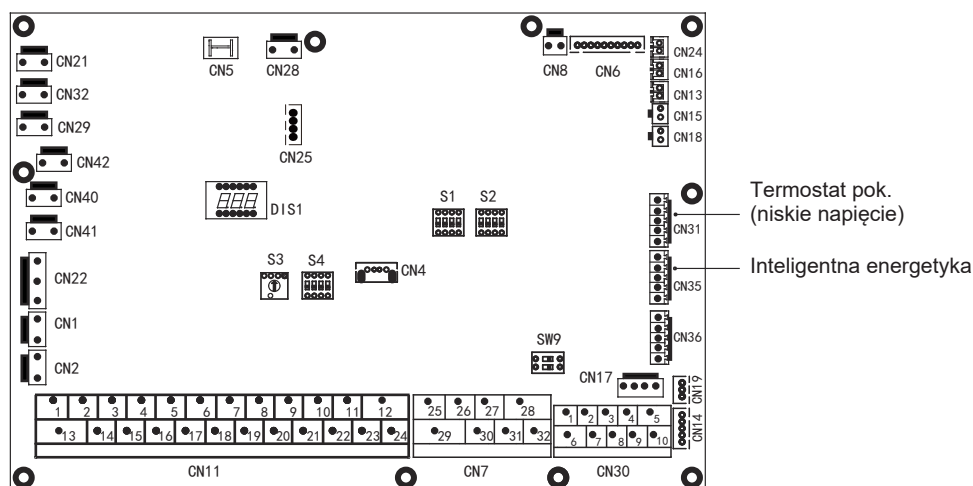 CN21
CN32
CN29
CN42
CN40
CN41
CN22
CN1
CN2
CN5
CN28
CN25
DIS1
S1
S2
S3
S4
CN4
CN8
CN6
CN24
CN16
CN13
CN15
CN18
CN31
CN35
CN36
SW9
CN17
CN19
CN14
Termostat pok.
(niskie napięcie)
Inteligentna energetyka
1 2 3 4 5 6 7 8 9 10 11 12
13 14 15 16 17 18 19 20 21 22 23 24
CN11
25 26 27 28
29 30 31 32
CN7
1 2 3 4 5
6 7 8 9 10
CN30